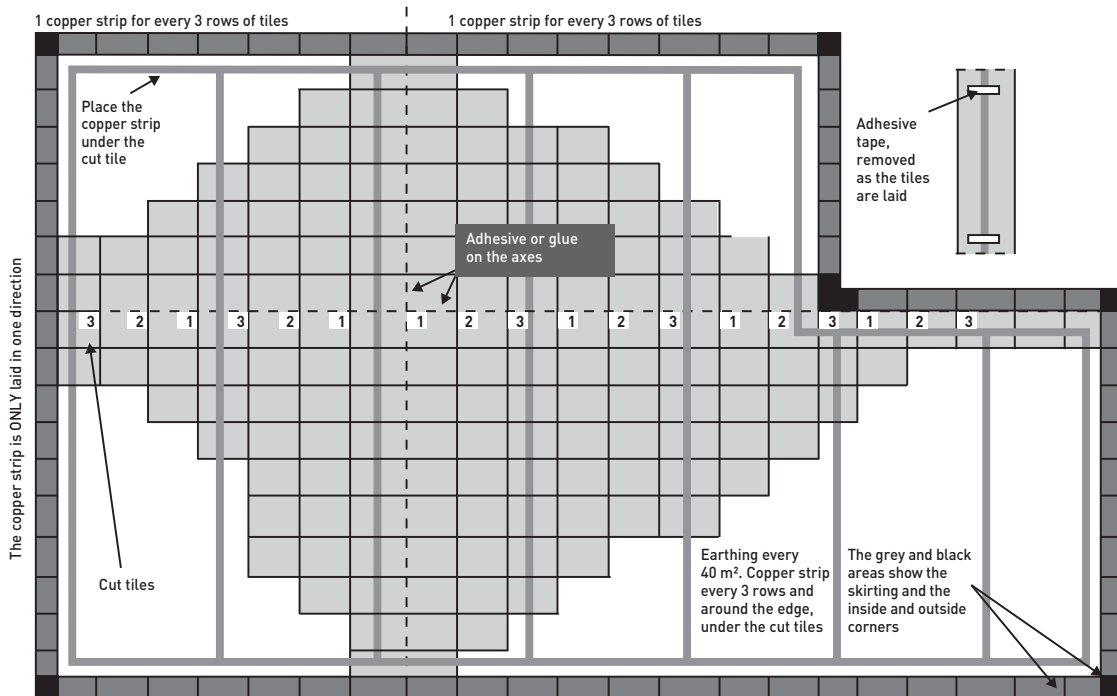 1 copper strip for every 3 rows of tiles
1 copper strip for every 3 rows of tiles
Place the
copper strip
under the
cut tile
Adhesive
tape,
removed
as the tiles
are laid
Adhesive or glue
on the axes
The copper strip is ONLY laid in one direction
3 2 1 3 2 1 1 2 3 1 2 3 1 2 3 1 2 3
Cut tiles
Earthing every
40 m². Copper strip
every 3 rows and
around the edge,
under the cut tiles
The grey and black
areas show the
skirting and the
inside and outside
corners